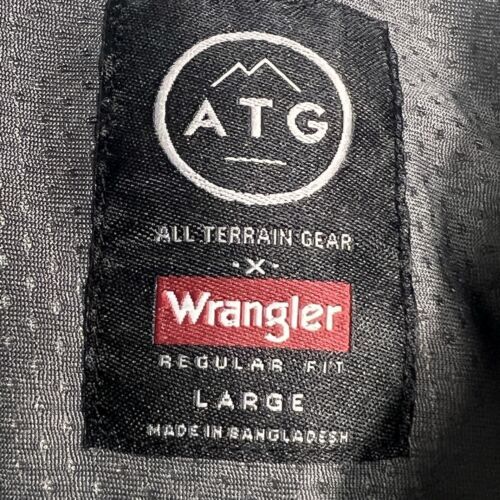 ATG
ALL TERRAIN GEAR
-X-
Wrangler
REGULAR FIT
LARGE
MADE IN BANGLADESH